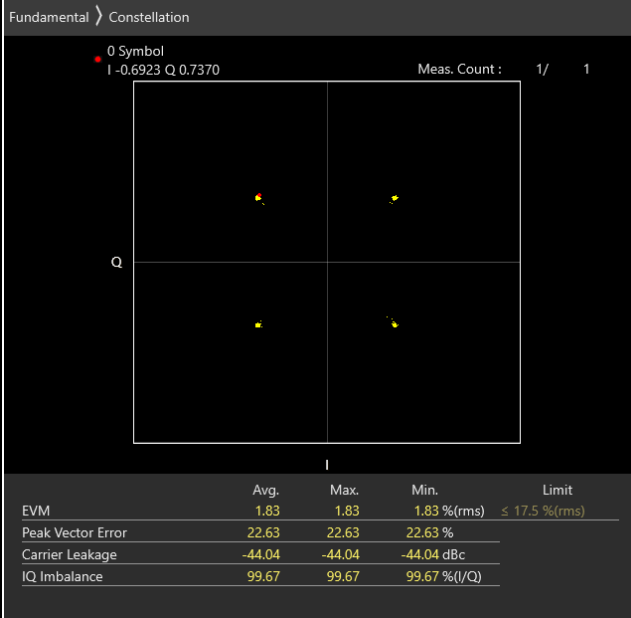 Fundamental 〉 Constellation
0 Symbol
I -0.6923 Q 0.7370
Meas. Count : 1/ 1
Q
I
Avg. Max. Min. Limit
EVM 1.83 1.83 1.83 %(rms) ≤ 17.5 %(rms)
Peak Vector Error 22.63 22.63 22.63 %
Carrier Leakage -44.04 -44.04 -44.04 dBc
IQ Imbalance 99.67 99.67 99.67 %(I/Q)